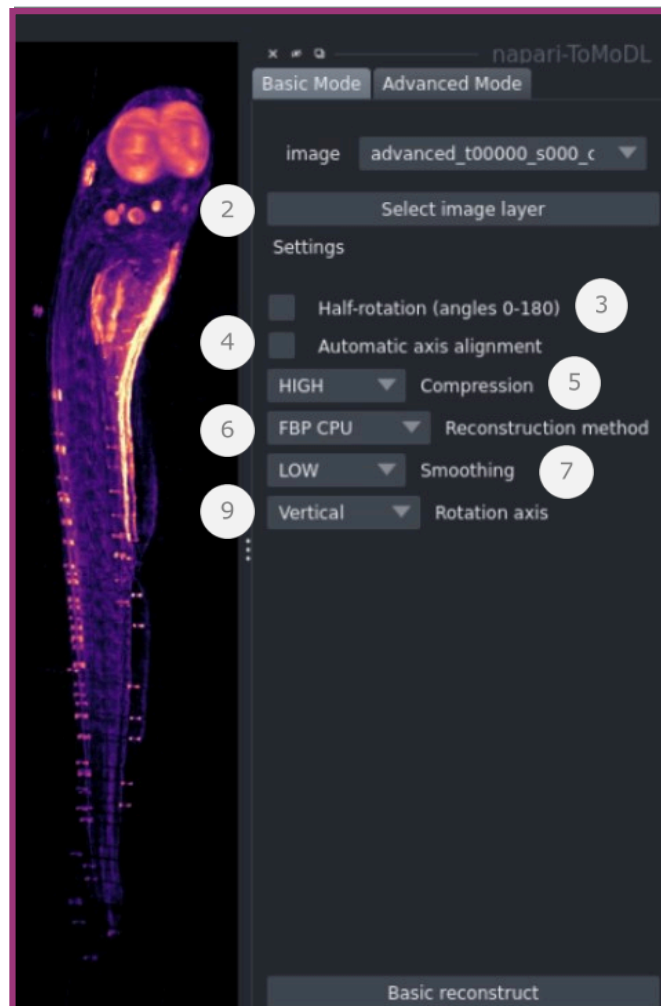 napari-ToMoDL
Basic Mode Advanced Mode
image advanced_t00000_s000_c
2 Select image layer
Settings
Half-rotation (angles 0-180) 3
4 Automatic axis alignment
HIGH Compression 5
6 FBP CPU Reconstruction method
LOW Smoothing 7
9 Vertical Rotation axis
Basic reconstruct